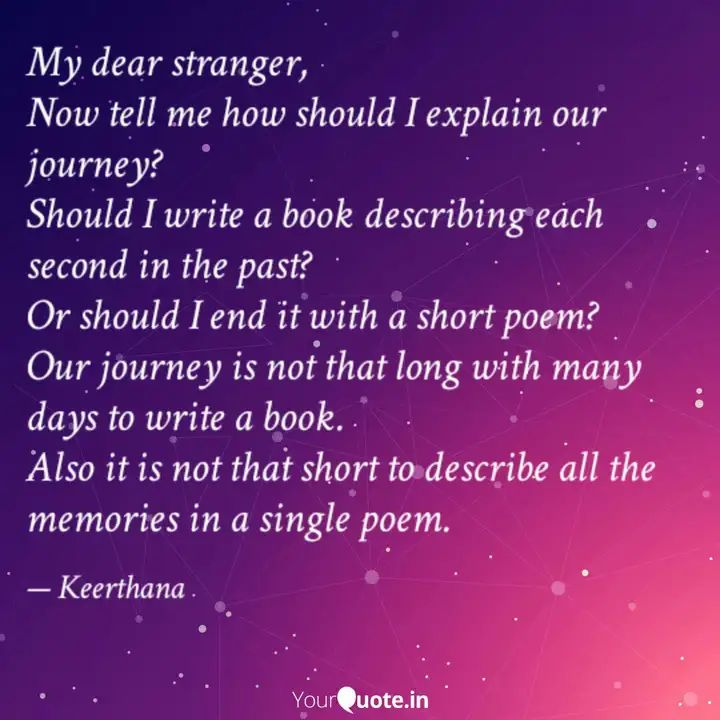 My dear stranger,
Now tell me how should I explain our
journey?
Should I write a book describing each
second in the past?
Or should I end it with a short poem?
Our journey is not that long with many
days to write a book.
Also it is not that short to describe all the
memories in a single poem.
— Keerthana
YourQuote.in